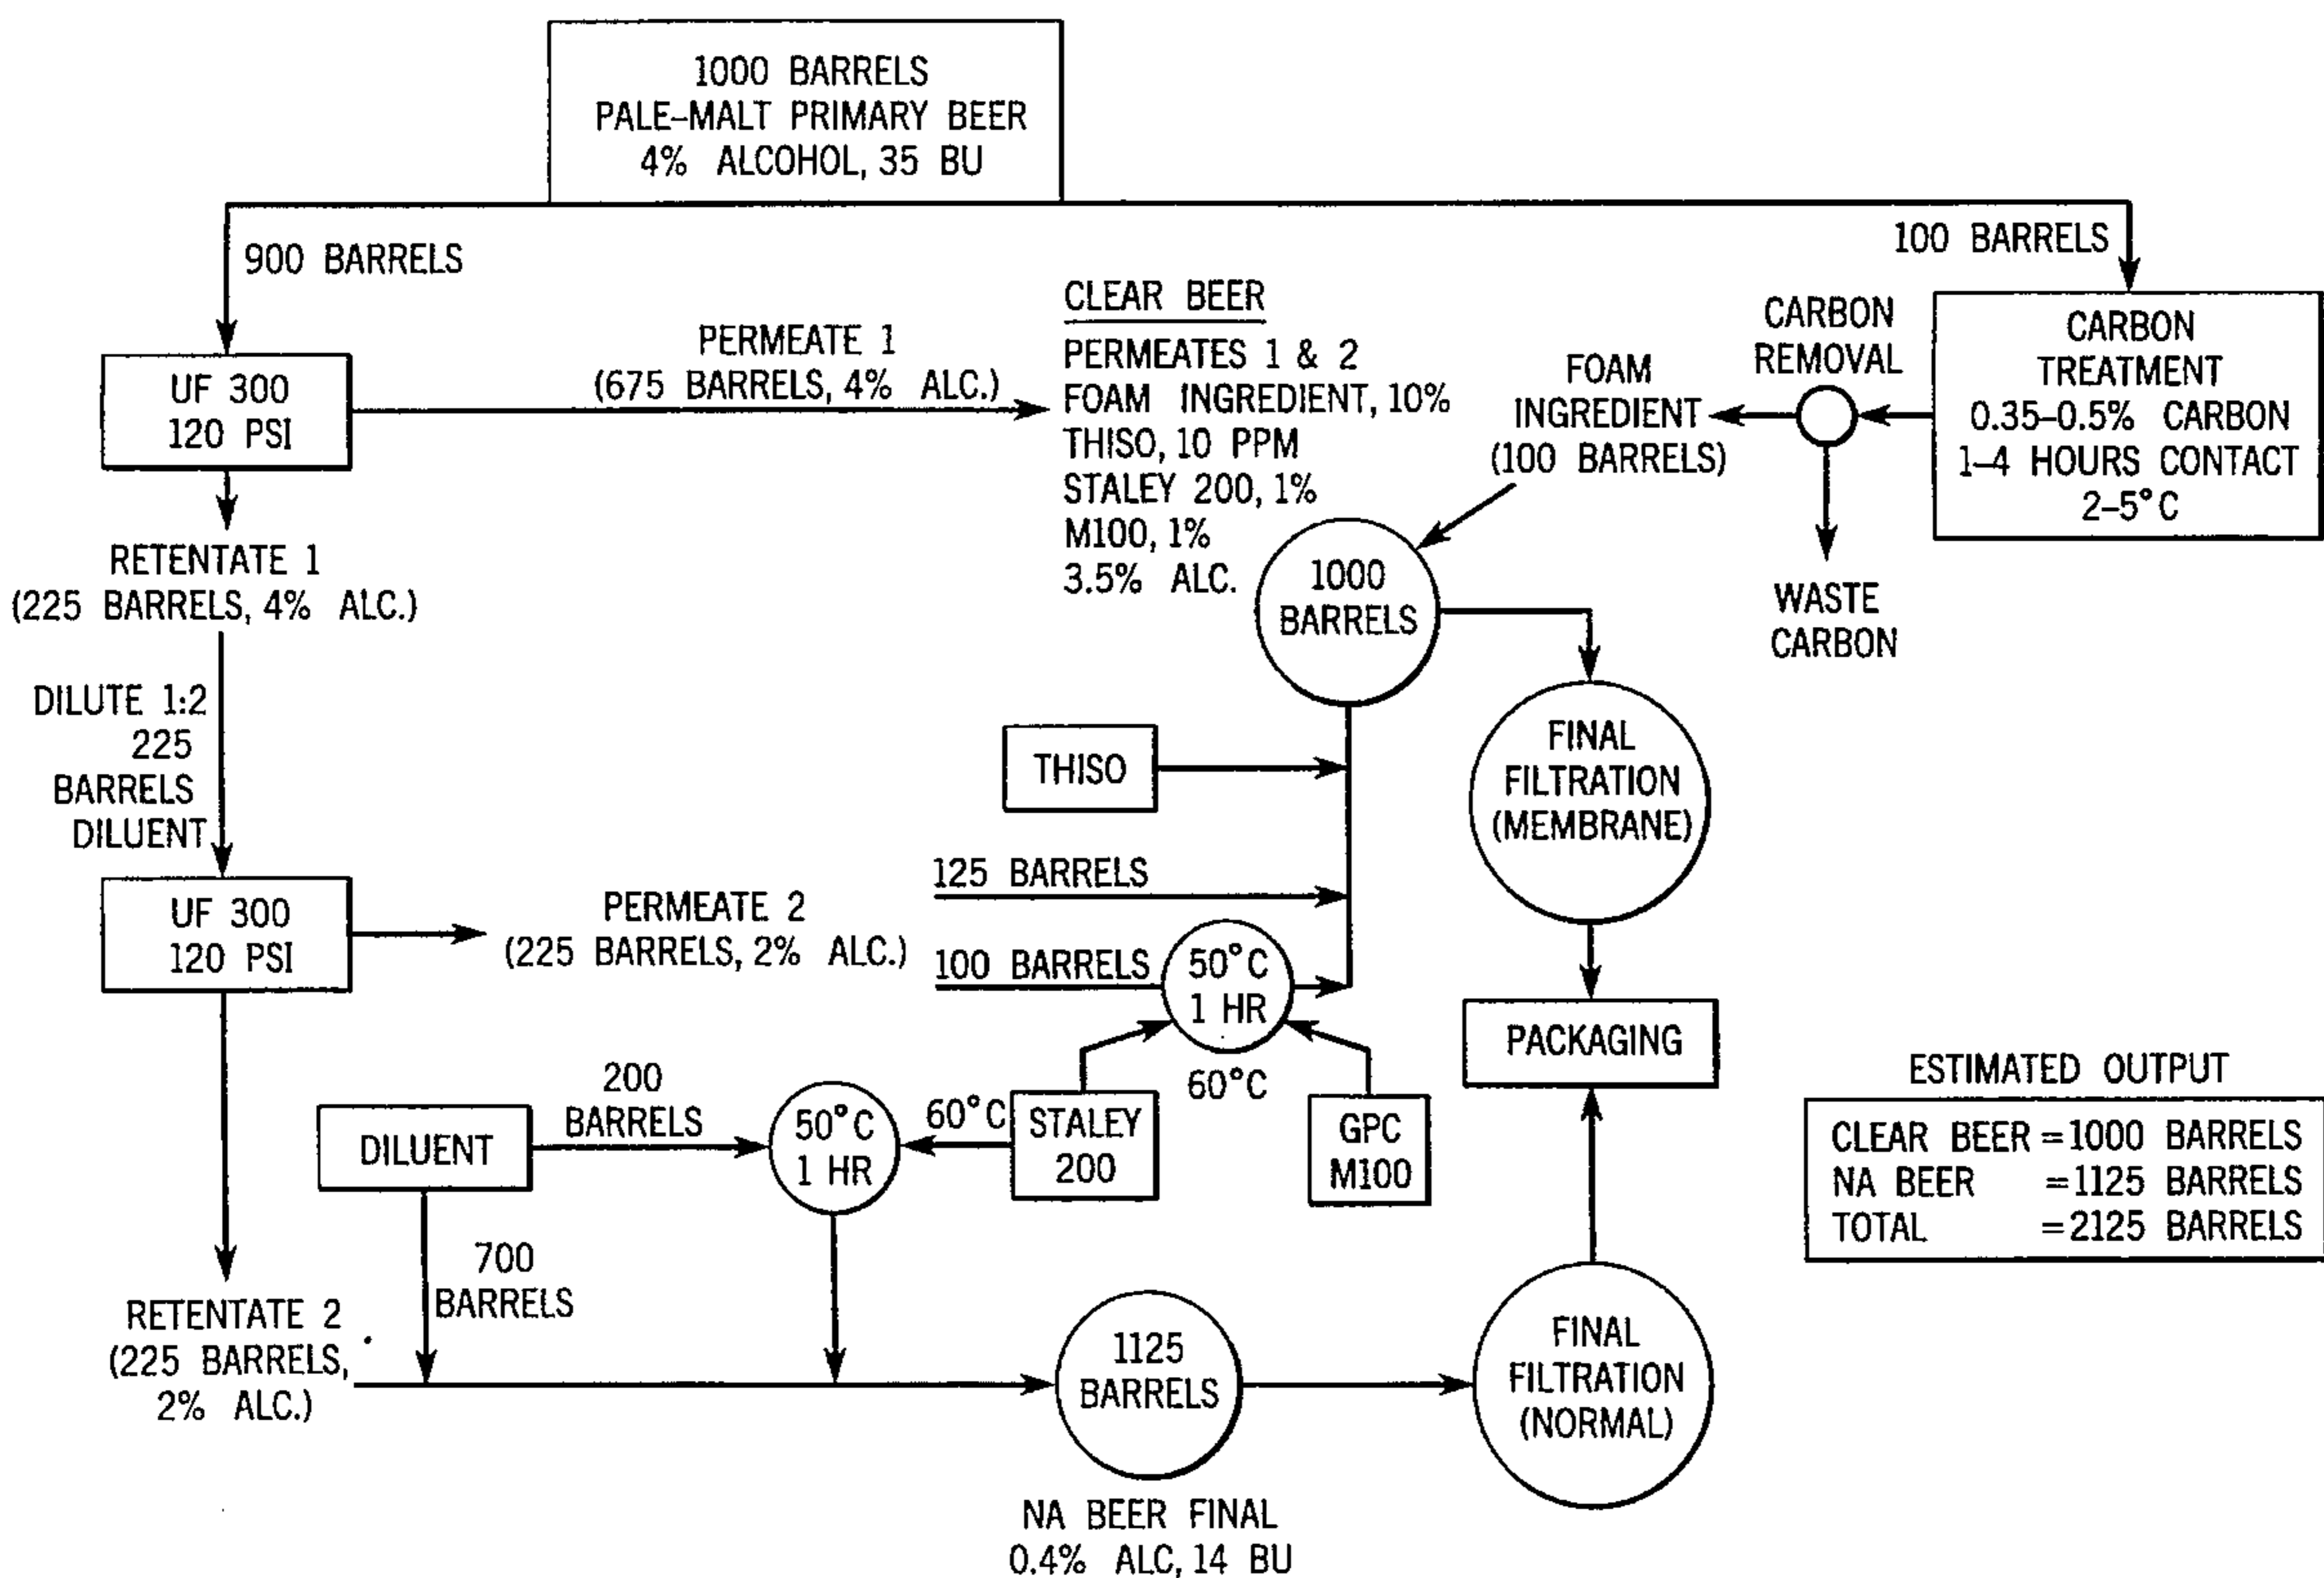 1000 BARRELS
PALE-MALT PRIMARY BEER
4% ALCOHOL, 35 BU
900 BARRELS
100 BARRELS
UF 300
120 PSI
PERMEATE 1
(675 BARRELS, 4% ALC.)
CLEAR BEER
PERMEATES 1 & 2
FOAM INGREDIENT, 10%
THISO, 10 PPM
STALEY 200, 1%
M100, 1%
3.5% ALC.
FOAM
INGREDIENT
(100 BARRELS)
CARBON
REMOVAL
CARBON
TREATMENT
0.35-0.5% CARBON
1-4 HOURS CONTACT
2-5°C
WASTE
CARBON
RETENTATE 1
(225 BARRELS, 4% ALC.)
DILUTE 1:2
225
BARRELS
DILUENT
1000
BARRELS
THISO
FINAL
FILTRATION
(MEMBRANE)
125 BARRELS
UF 300
120 PSI
PERMEATE 2
(225 BARRELS, 2% ALC.)
100 BARRELS
50°C
1 HR
60°C
PACKAGING
DILUENT
200
BARRELS
50°C
1 HR
60°C
STALEY
200
GPC
M100
ESTIMATED OUTPUT
CLEAR BEER =1000 BARRELS
NA BEER =1125 BARRELS
TOTAL =2125 BARRELS
700
BARRELS
RETENTATE 2
(225 BARRELS,
2% ALC.)
1125
BARRELS
FINAL
FILTRATION
(NORMAL)
NA BEER FINAL
0.4% ALC, 14 BU